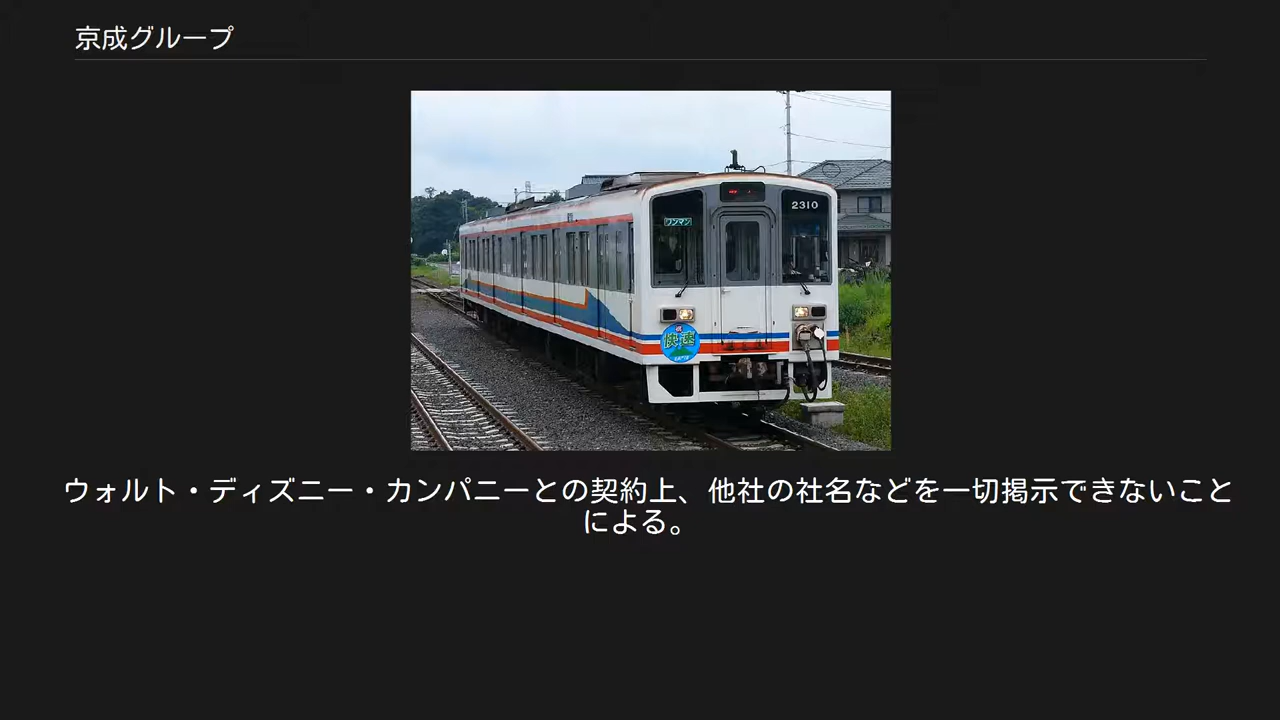 京成グループ
2310
ワンマン
快速
ウォルト・ディズニー・カンパニーとの契約上、他社の社名などを一切掲示できないこと
による。